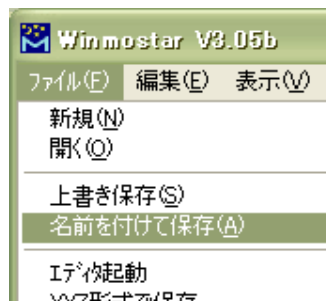 Winmostar V3.05b
ファイル(F) 編集(E) 表示(V)
新規(N)
開く(O)
上書き保存(S)
名前を付けて保存(A)
エディタ起動